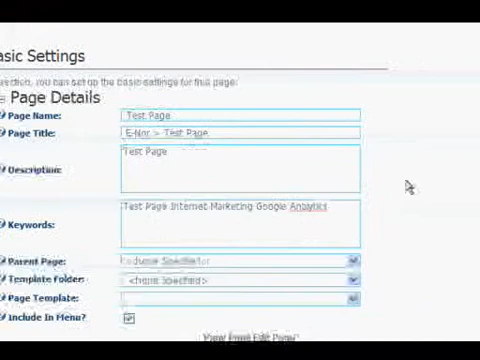 asic Settings
section, you can set up the basic settings for this page.
Page Details
Page Name: Test Page
Page Title: E-Nor > Test Page
Description: Test Page
Keywords: Test Page Internet Marketing Google Analytics
Parent Page: <None Specified>
Template Folder: <None Specified>
Page Template:
Include In Menu?